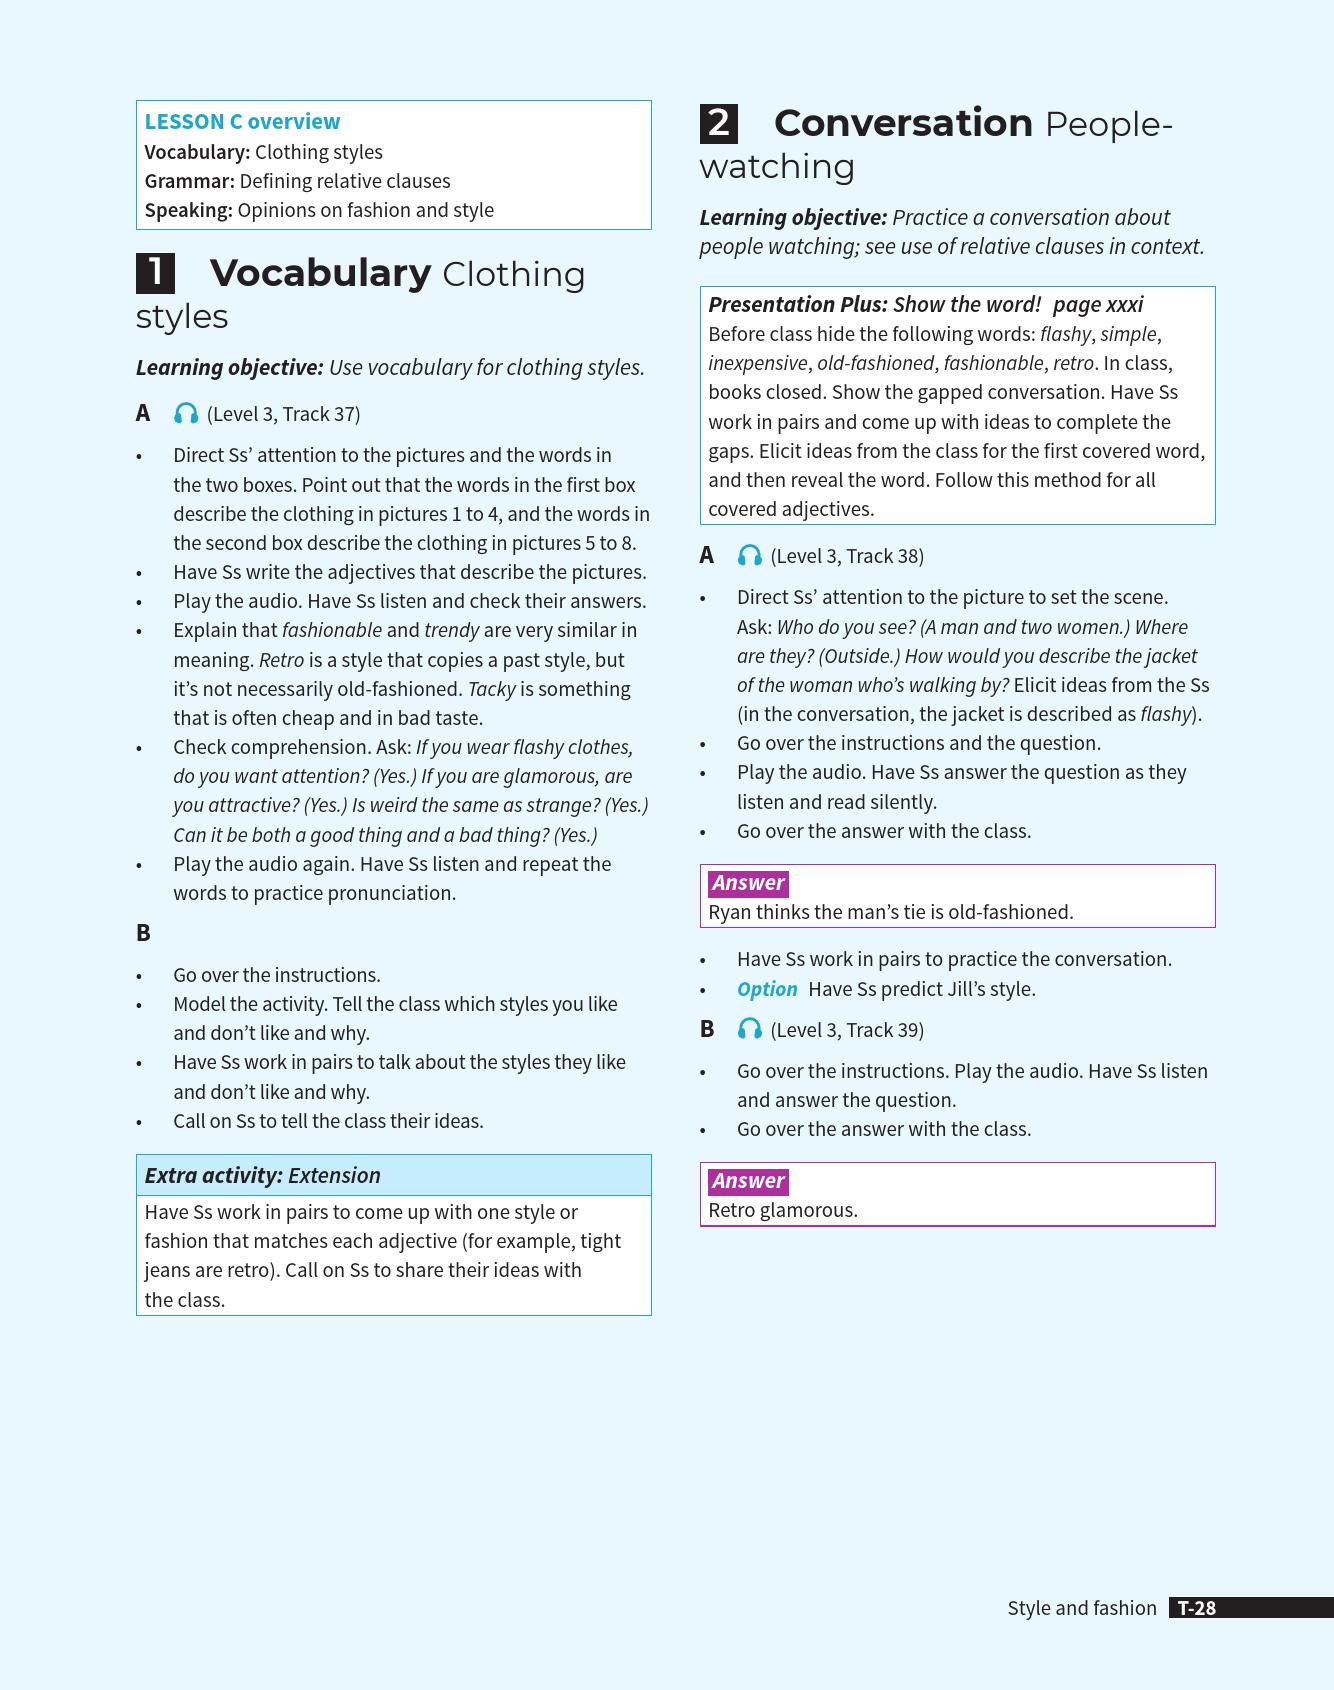 LESSON C overview
Vocabulary: Clothing styles
Grammar: Defining relative clauses
Speaking: Opinions on fashion and style
1 Vocabulary Clothing
styles
Learning objective: Use vocabulary for clothing styles.
A (Level 3, Track 37)
• Direct Ss’ attention to the pictures and the words in
the two boxes. Point out that the words in the first box
describe the clothing in pictures 1 to 4, and the words in
the second box describe the clothing in pictures 5 to 8.
• Have Ss write the adjectives that describe the pictures.
• Play the audio. Have Ss listen and check their answers.
• Explain that fashionable and trendy are very similar in
meaning. Retro is a style that copies a past style, but
it’s not necessarily old-fashioned. Tacky is something
that is often cheap and in bad taste.
• Check comprehension. Ask: If you wear flashy clothes,
do you want attention? (Yes.) If you are glamorous, are
you attractive? (Yes.) Is weird the same as strange? (Yes.)
Can it be both a good thing and a bad thing? (Yes.)
• Play the audio again. Have Ss listen and repeat the
words to practice pronunciation.
B
• Go over the instructions.
• Model the activity. Tell the class which styles you like
and don’t like and why.
• Have Ss work in pairs to talk about the styles they like
and don’t like and why.
• Call on Ss to tell the class their ideas.
Extra activity: Extension
Have Ss work in pairs to come up with one style or
fashion that matches each adjective (for example, tight
jeans are retro). Call on Ss to share their ideas with
the class.
2 Conversation People-
watching
Learning objective: Practice a conversation about
people watching; see use of relative clauses in context.
Presentation Plus: Show the word! page xxxi
Before class hide the following words: flashy, simple,
inexpensive, old-fashioned, fashionable, retro. In class,
books closed. Show the gapped conversation. Have Ss
work in pairs and come up with ideas to complete the
gaps. Elicit ideas from the class for the first covered word,
and then reveal the word. Follow this method for all
covered adjectives.
A (Level 3, Track 38)
• Direct Ss’ attention to the picture to set the scene.
Ask: Who do you see? (A man and two women.) Where
are they? (Outside.) How would you describe the jacket
of the woman who’s walking by? Elicit ideas from the Ss
(in the conversation, the jacket is described as flashy).
• Go over the instructions and the question.
• Play the audio. Have Ss answer the question as they
listen and read silently.
• Go over the answer with the class.
Answer
Ryan thinks the man’s tie is old-fashioned.
• Have Ss work in pairs to practice the conversation.
• Option Have Ss predict Jill’s style.
B (Level 3, Track 39)
• Go over the instructions. Play the audio. Have Ss listen
and answer the question.
• Go over the answer with the class.
Answer
Retro glamorous.
Style and fashion T-28